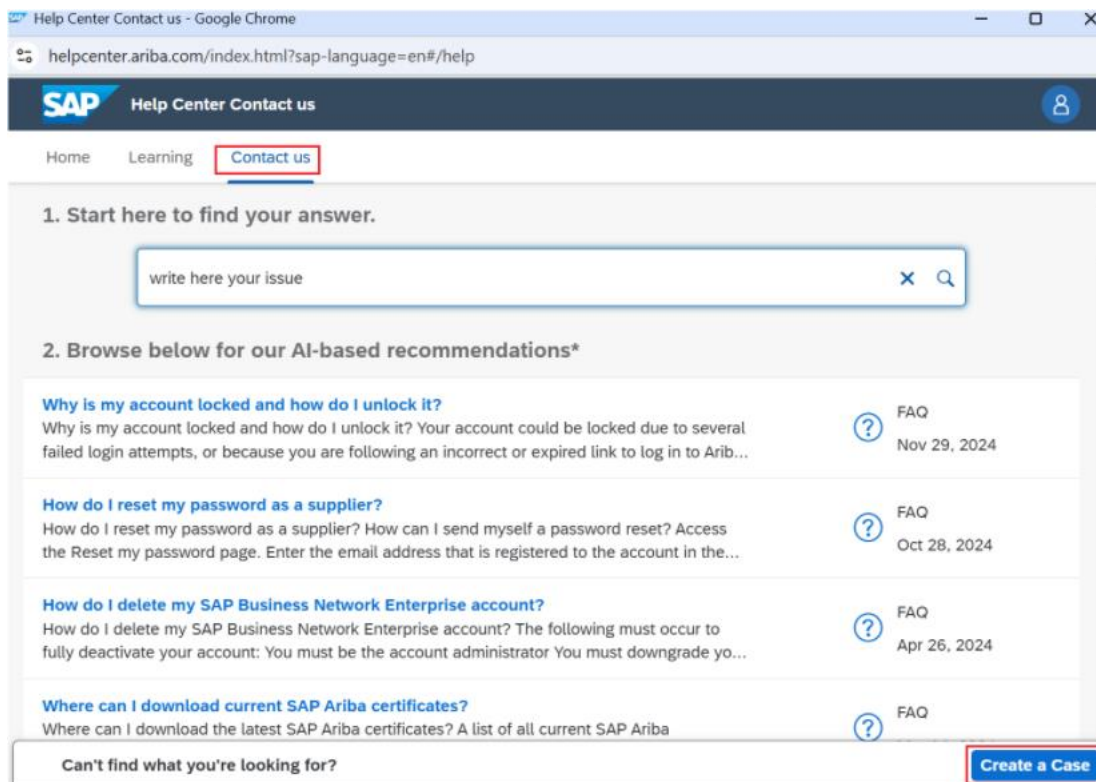 Help Center Contact us - Google Chrome
helpcenter.ariba.com/index.html?sap-language=en#/help
SAP Help Center Contact us
Home Learning Contact us
1. Start here to find your answer.
write here your issue
2. Browse below for our AI-based recommendations*
Why is my account locked and how do I unlock it?
Why is my account locked and how do I unlock it? Your account could be locked due to several
failed login attempts, or because you are following an incorrect or expired link to log in to Arib...
FAQ
Nov 29, 2024
How do I reset my password as a supplier?
How do I reset my password as a supplier? How can I send myself a password reset? Access
the Reset my password page. Enter the email address that is registered to the account in the...
FAQ
Oct 28, 2024
How do I delete my SAP Business Network Enterprise account?
How do I delete my SAP Business Network Enterprise account? The following must occur to
fully deactivate your account: You must be the account administrator You must downgrade yo...
FAQ
Apr 26, 2024
Where can I download current SAP Ariba certificates?
Where can I download the latest SAP Ariba certificates? A list of all current SAP Ariba
FAQ
Can't find what you're looking for?
Create a Case